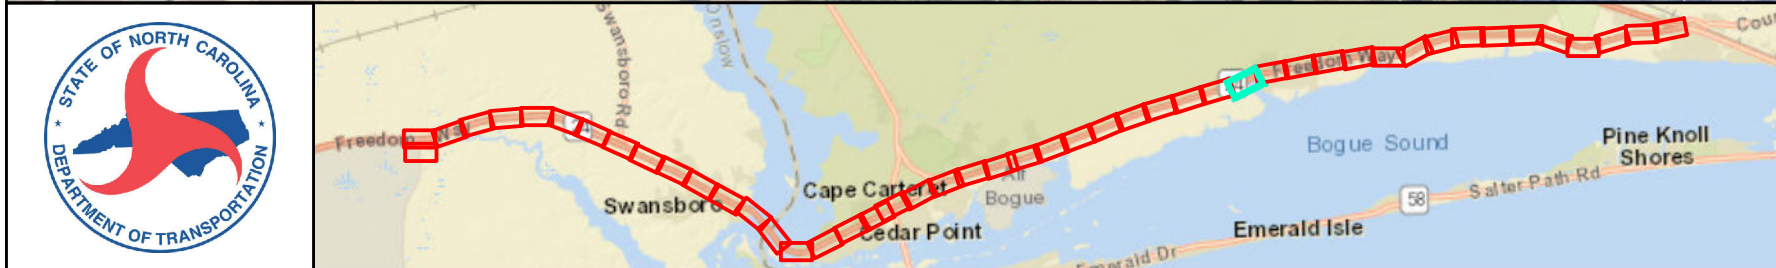 STATE OF NORTH CAROLINA
DEPARTMENT OF TRANSPORTATION
Swansboro Rd
Onslow
Freedom Way
24
Swansboro
Cape Carteret
Cedar Point
Bogue
Freedom Way
Bogue Sound
Pine Knoll
Shores
Salter Path Rd
58
Emerald Isle
Emerald Dr